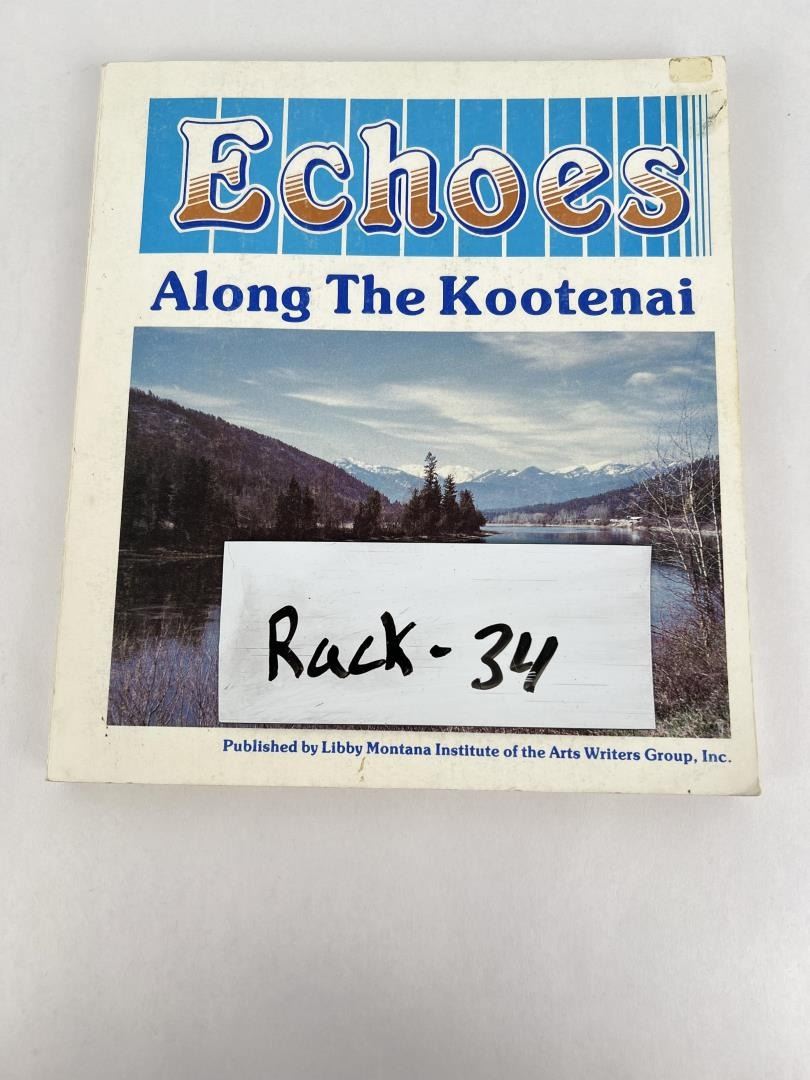 Echoes
Along The Kootenai
Rack - 34
Published by Libby Montana Institute of the Arts Writers Group, Inc.